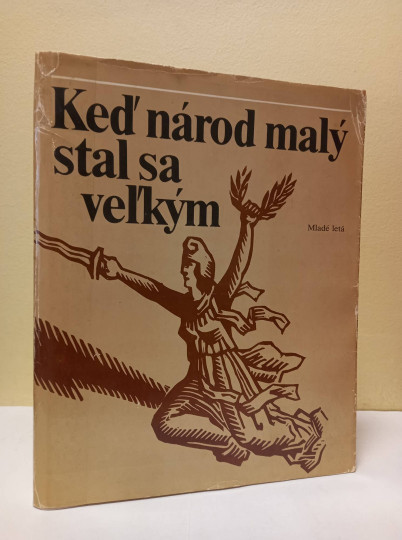 Keď národ malý
stal sa
veľkým
Mladé letá